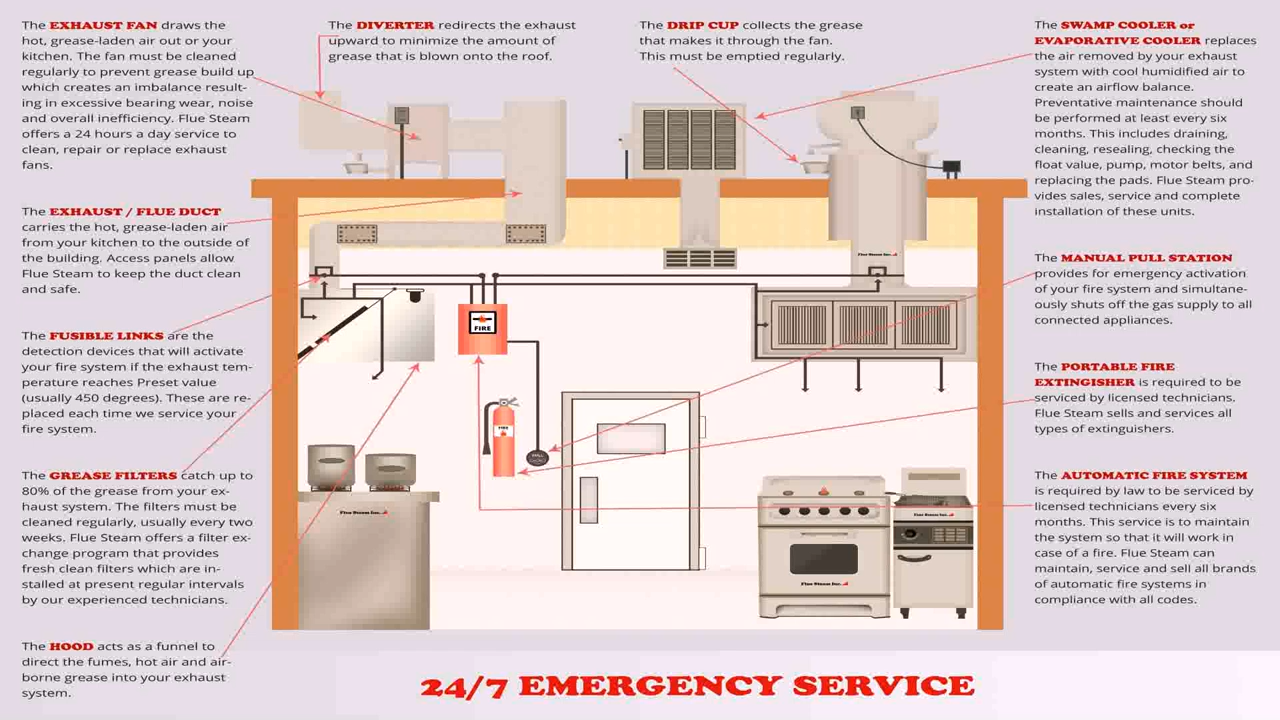 The EXHAUST FAN draws the
hot, grease-laden air out or your
kitchen. The fan must be cleaned
regularly to prevent grease build up
which creates an imbalance result-
ing in excessive bearing wear, noise
and overall inefficiency. Flue Steam
offers a 24 hours a day service to
clean, repair or replace exhaust
fans.
The EXHAUST / FLUE DUCT
carries the hot, grease-laden air
from your kitchen to the outside of
the building. Access panels allow
Flue Steam to keep the duct clean
and safe.
The FUSIBLE LINKS are the
detection devices that will activate
your fire system if the exhaust tem-
perature reaches Preset value
(usually 450 degrees). These are re-
placed each time we service your
fire system.
The GREASE FILTERS catch up to
80% of the grease from your ex-
haust system. The filters must be
cleaned regularly, usually every two
weeks. Flue Steam offers a filter ex-
change program that provides
fresh clean filters which are in-
stalled at present regular intervals
by our experienced technicians.
The HOOD acts as a funnel to
direct the fumes, hot air and air-
borne grease into your exhaust
system.
The DIVERTER redirects the exhaust
upward to minimize the amount of
grease that is blown onto the roof.
The DRIP CUP collects the grease
that makes it through the fan.
This must be emptied regularly.
The SWAMP COOLER or
EVAPORATIVE COOLER replaces
the air removed by your exhaust
system with cool humidified air to
create an airflow balance.
Preventative maintenance should
be performed at least every six
months. This includes draining,
cleaning, resealing, checking the
float value, pump, motor belts, and
replacing the pads. Flue Steam pro-
vides sales, service and complete
installation of these units.
The MANUAL PULL STATION
provides for emergency activation
of your fire system and simultane-
ously shuts off the gas supply to all
connected appliances.
The PORTABLE FIRE
EXTINGISHER is required to be
serviced by licensed technicians.
Flue Steam sells and services all
types of extinguishers.
The AUTOMATIC FIRE SYSTEM
is required by law to be serviced by
licensed technicians every six
months. This service is to maintain
the system so that it will work in
case of a fire. Flue Steam can
maintain, service and sell all brands
of automatic fire systems in
compliance with all codes.
Flue Steam Inc.
FIRE
FIRE
PULL
Flue Steam Inc.
Flue Steam Inc.
Flue Steam Inc.
24/7 EMERGENCY SERVICE